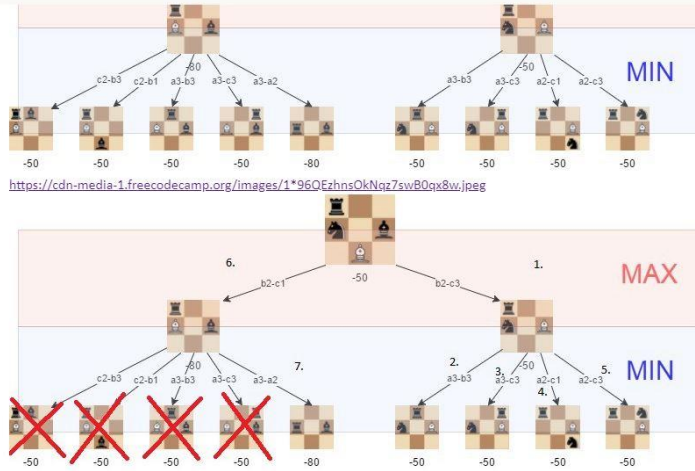 -80
-50
c2-b3
c2-b1
a3-b3
a3-c3
a3-a2
a3-b3
a3-c3
a2-c1
a2-c3
MIN
-50
-50
-50
-50
-80
-50
-50
-50
-50
https://cdn-media-1.freecodecamp.org/images/1*96QEzhnsOkNqz7swB0qx8w.jpeg
6.
1.
-50
MAX
b2-c1
b2-c3
-80
-50
7.
2.
3.
4.
5.
c2-b3
c2-b1
a3-b3
a3-c3
a3-a2
a3-b3
a3-c3
a2-c1
a2-c3
MIN
-50
-50
-50
-50
-80
-50
-50
-50
-50